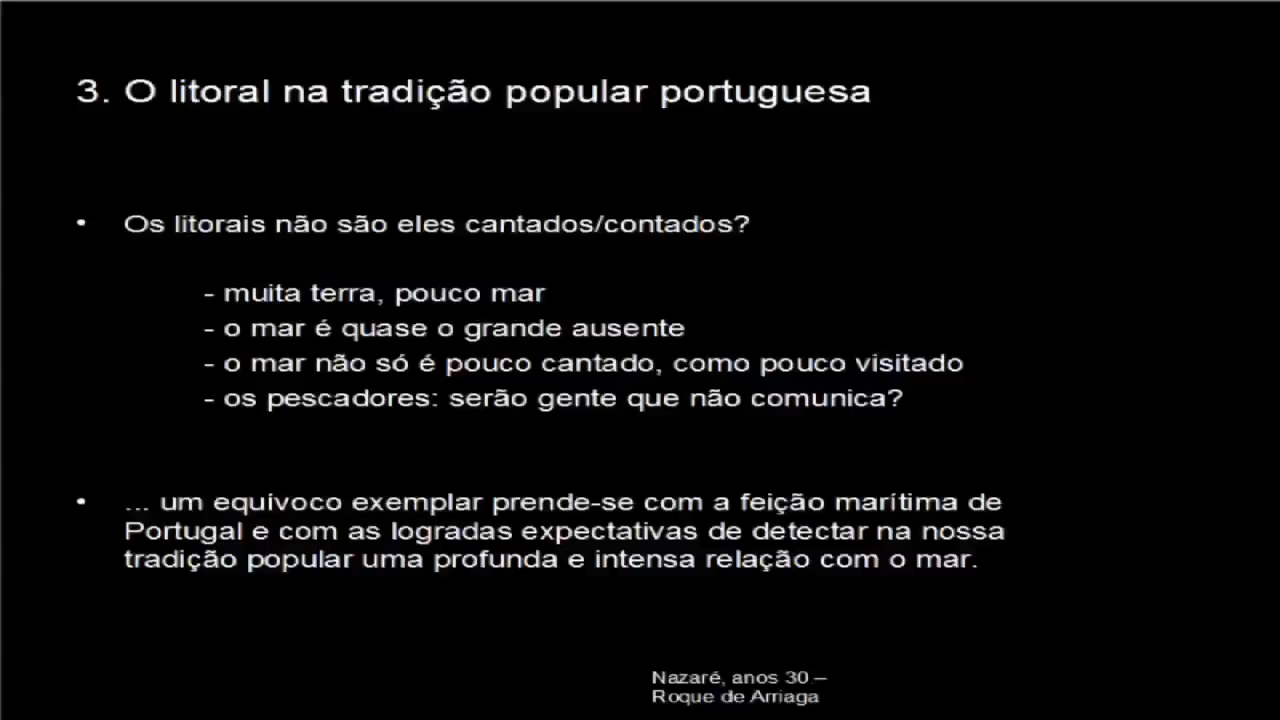 3. O litoral na tradição popular portuguesa
• Os litorais não são eles cantados/contados?
- muita terra, pouco mar
- o mar é quase o grande ausente
- o mar não só é pouco cantado, como pouco visitado
- os pescadores: serão gente que não comunica?
• ... um equívoco exemplar prende-se com a feição marítima de
Portugal e com as logradas expectativas de detectar na nossa
tradição popular uma profunda e intensa relação com o mar.
Nazaré, anos 30 –
Roque de Arriaga